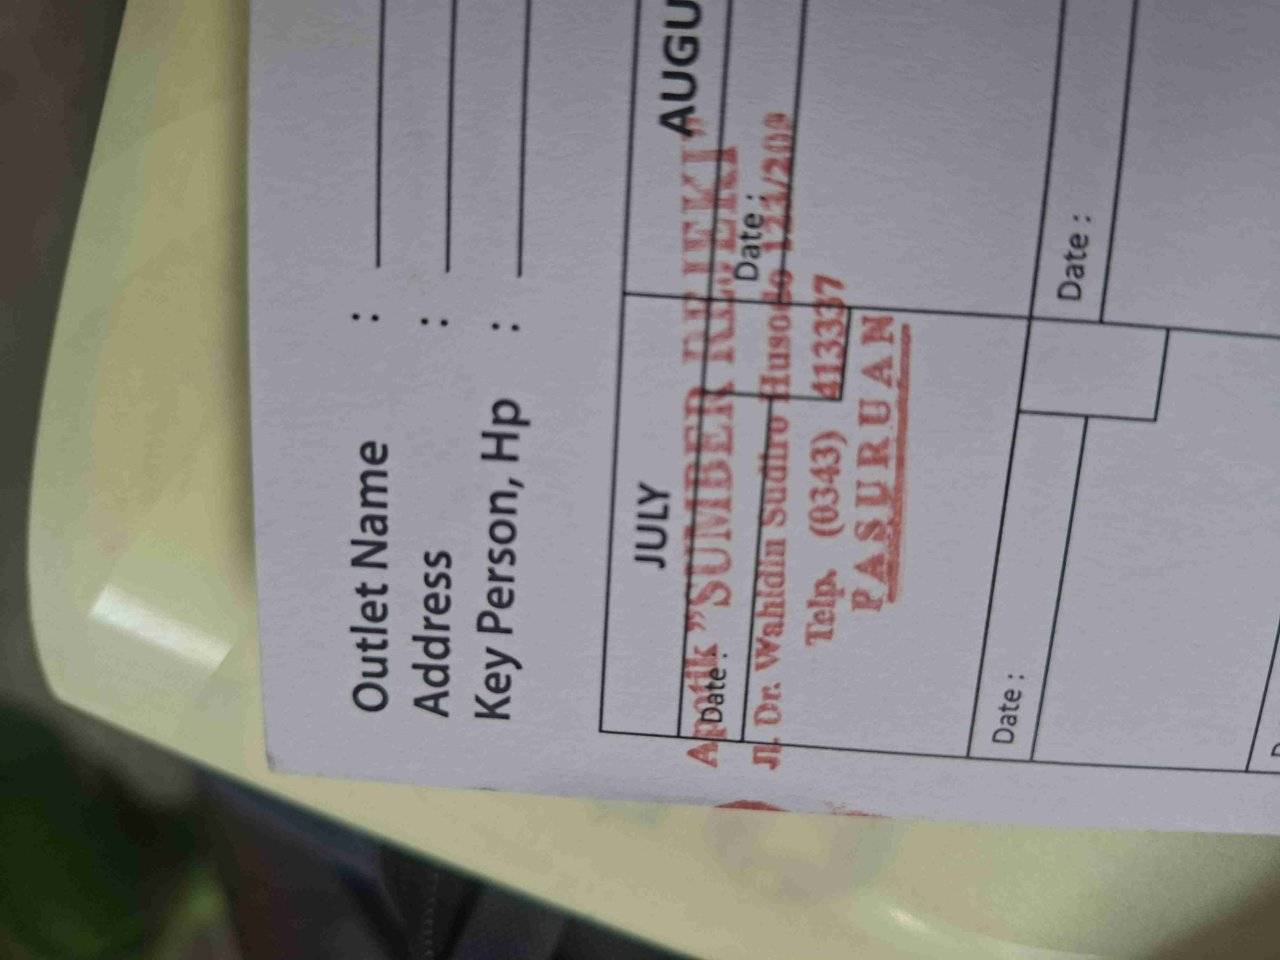 Outlet Name :
Address :
Key Person, Hp :
JULY
AUGU
Date :
Date :
Apotik "SUMBER REJEKI"
Jl. Dr. Wahidin Sudiro Husodo
Telp. (0343) 413337
PASURUAN
Date :
Date :